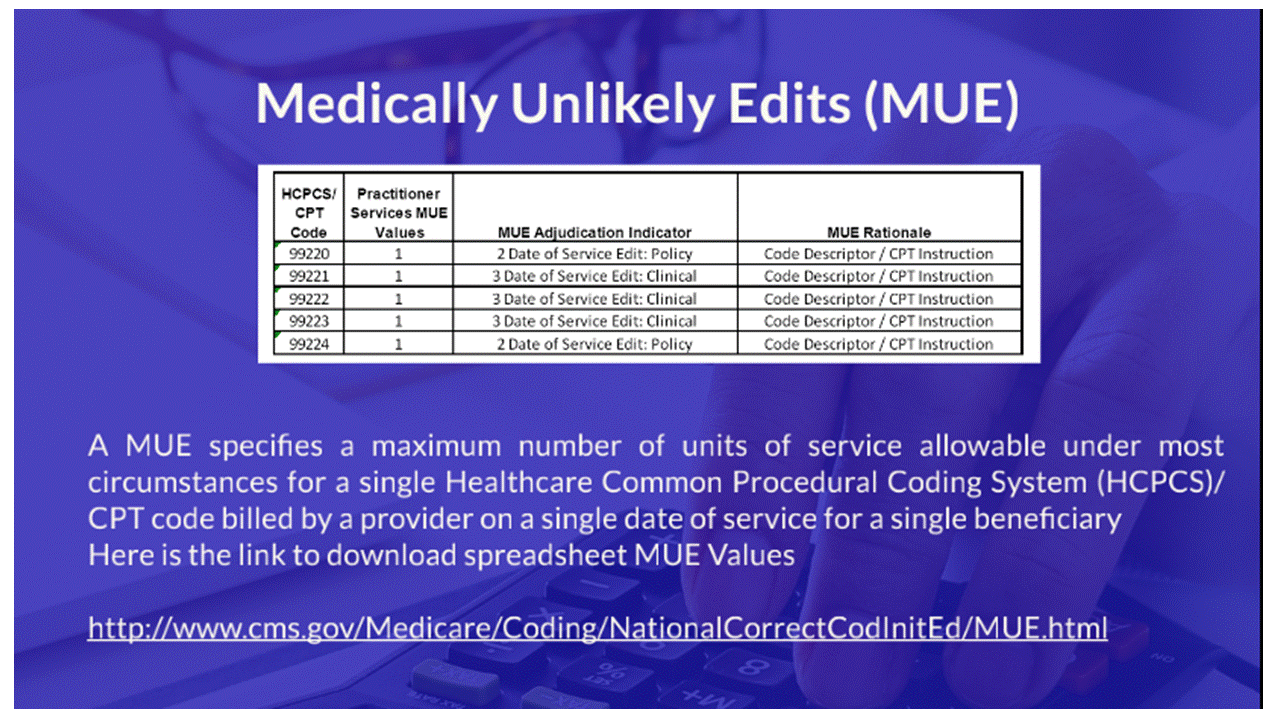 Medically Unlikely Edits (MUE)
HCPCS/ CPT Code | Practitioner Services MUE Values | MUE Adjudication Indicator | MUE Rationale
99220 | 1 | 2 Date of Service Edit: Policy | Code Descriptor / CPT Instruction
99221 | 1 | 3 Date of Service Edit: Clinical | Code Descriptor / CPT Instruction
99222 | 1 | 3 Date of Service Edit: Clinical | Code Descriptor / CPT Instruction
99223 | 1 | 3 Date of Service Edit: Clinical | Code Descriptor / CPT Instruction
99224 | 1 | 2 Date of Service Edit: Policy | Code Descriptor / CPT Instruction
A MUE specifies a maximum number of units of service allowable under most
circumstances for a single Healthcare Common Procedural Coding System (HCPCS)/
CPT code billed by a provider on a single date of service for a single beneficiary
Here is the link to download spreadsheet MUE Values
http://www.cms.gov/Medicare/Coding/NationalCorrectCodInitEd/MUE.html